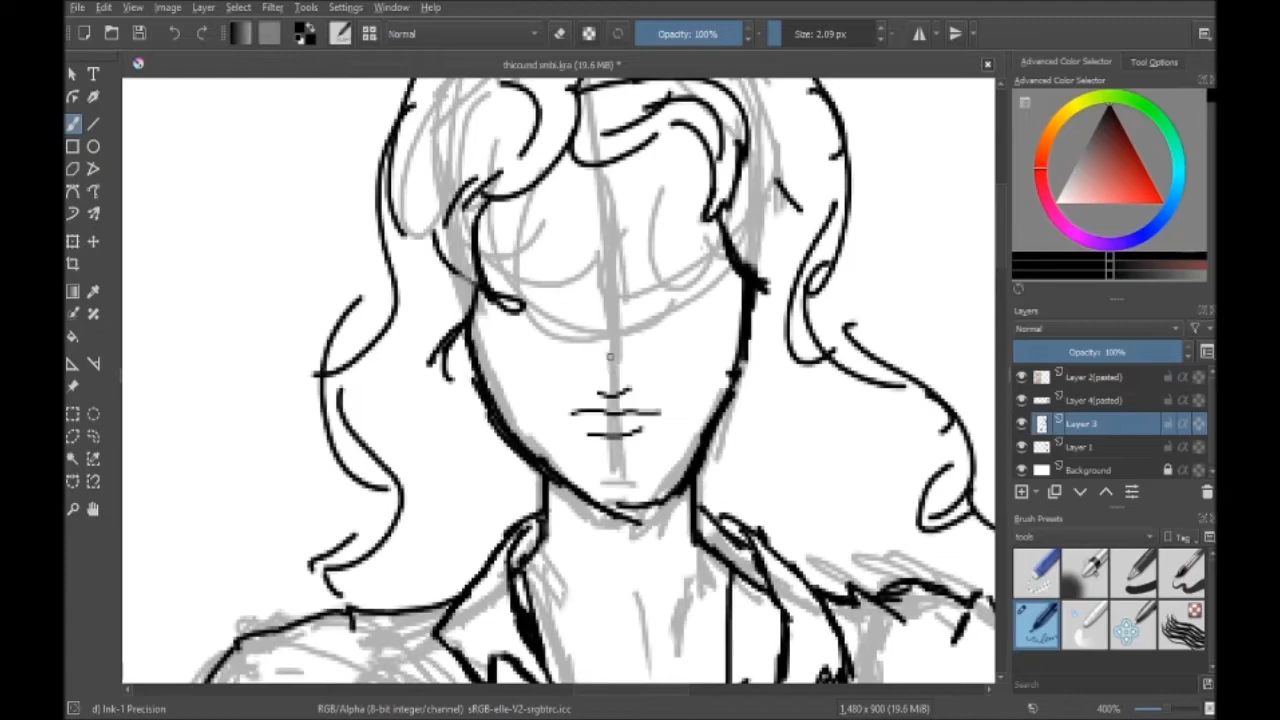 File Edit View Image Layer Select Filter Tools Settings Window Help
Normal Opacity: 100% Size: 2.09 px
Advanced Color Selector Tool Options
Advanced Color Selector
Layers
Normal
Opacity: 100%
Layer 2(pasted)
Layer 4(pasted)
Layer 3
Layer 1
Background
Brush Presets
tools Tag
Search
d) Ink-1 Precision RGB/Alpha (8-bit integer/channel) sRGB-elle-V2-srgbtrc.icc 1,480 x 900 (19.6 MiB) 400%